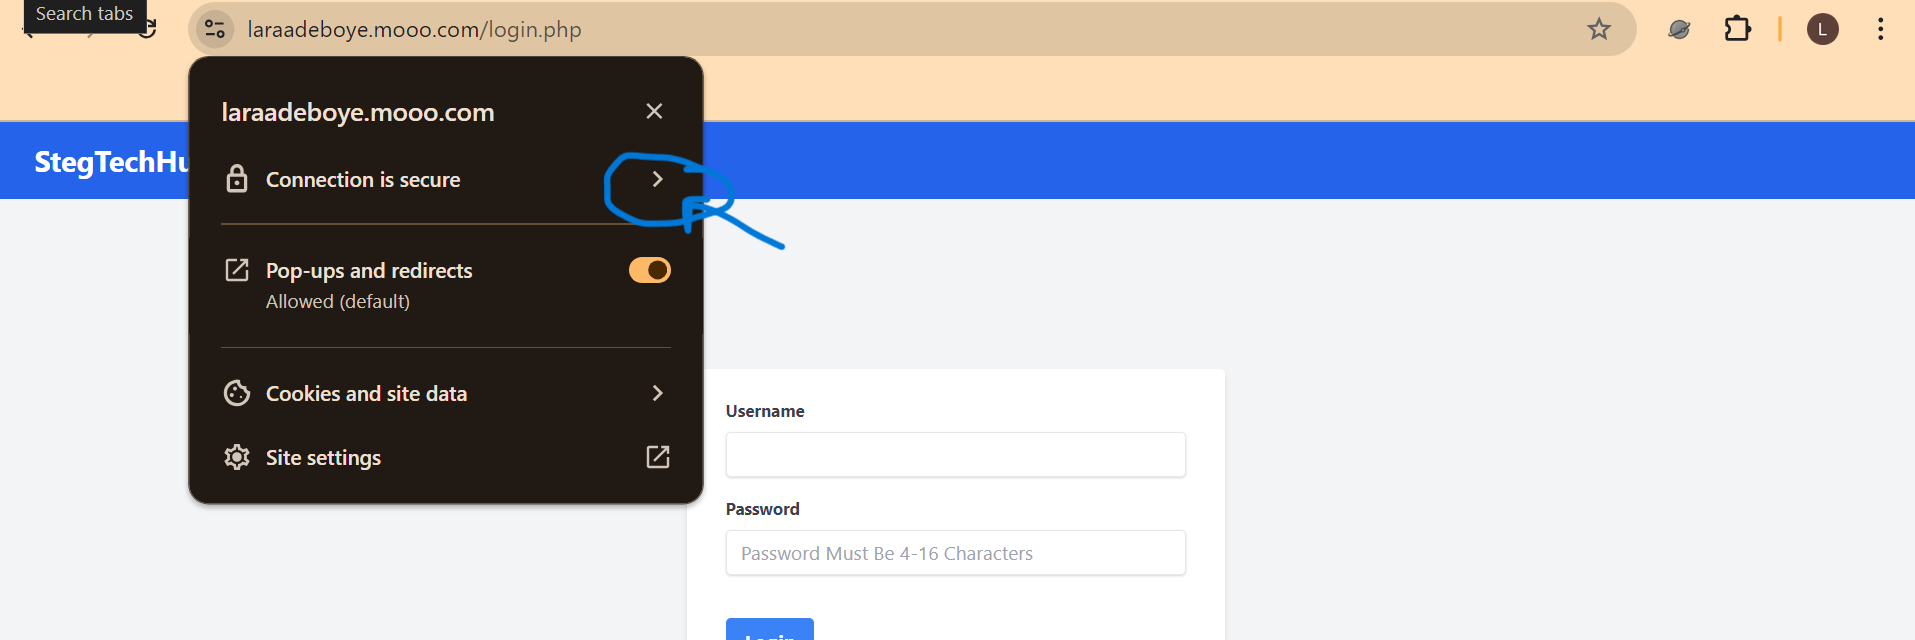 Search tabs
laraadeboye.mooo.com/login.php
L
laraadeboye.mooo.com
StegTechHu
Connection is secure
Pop-ups and redirects
Allowed (default)
Cookies and site data
Username
Site settings
Password
Password Must Be 4-16 Characters
Login